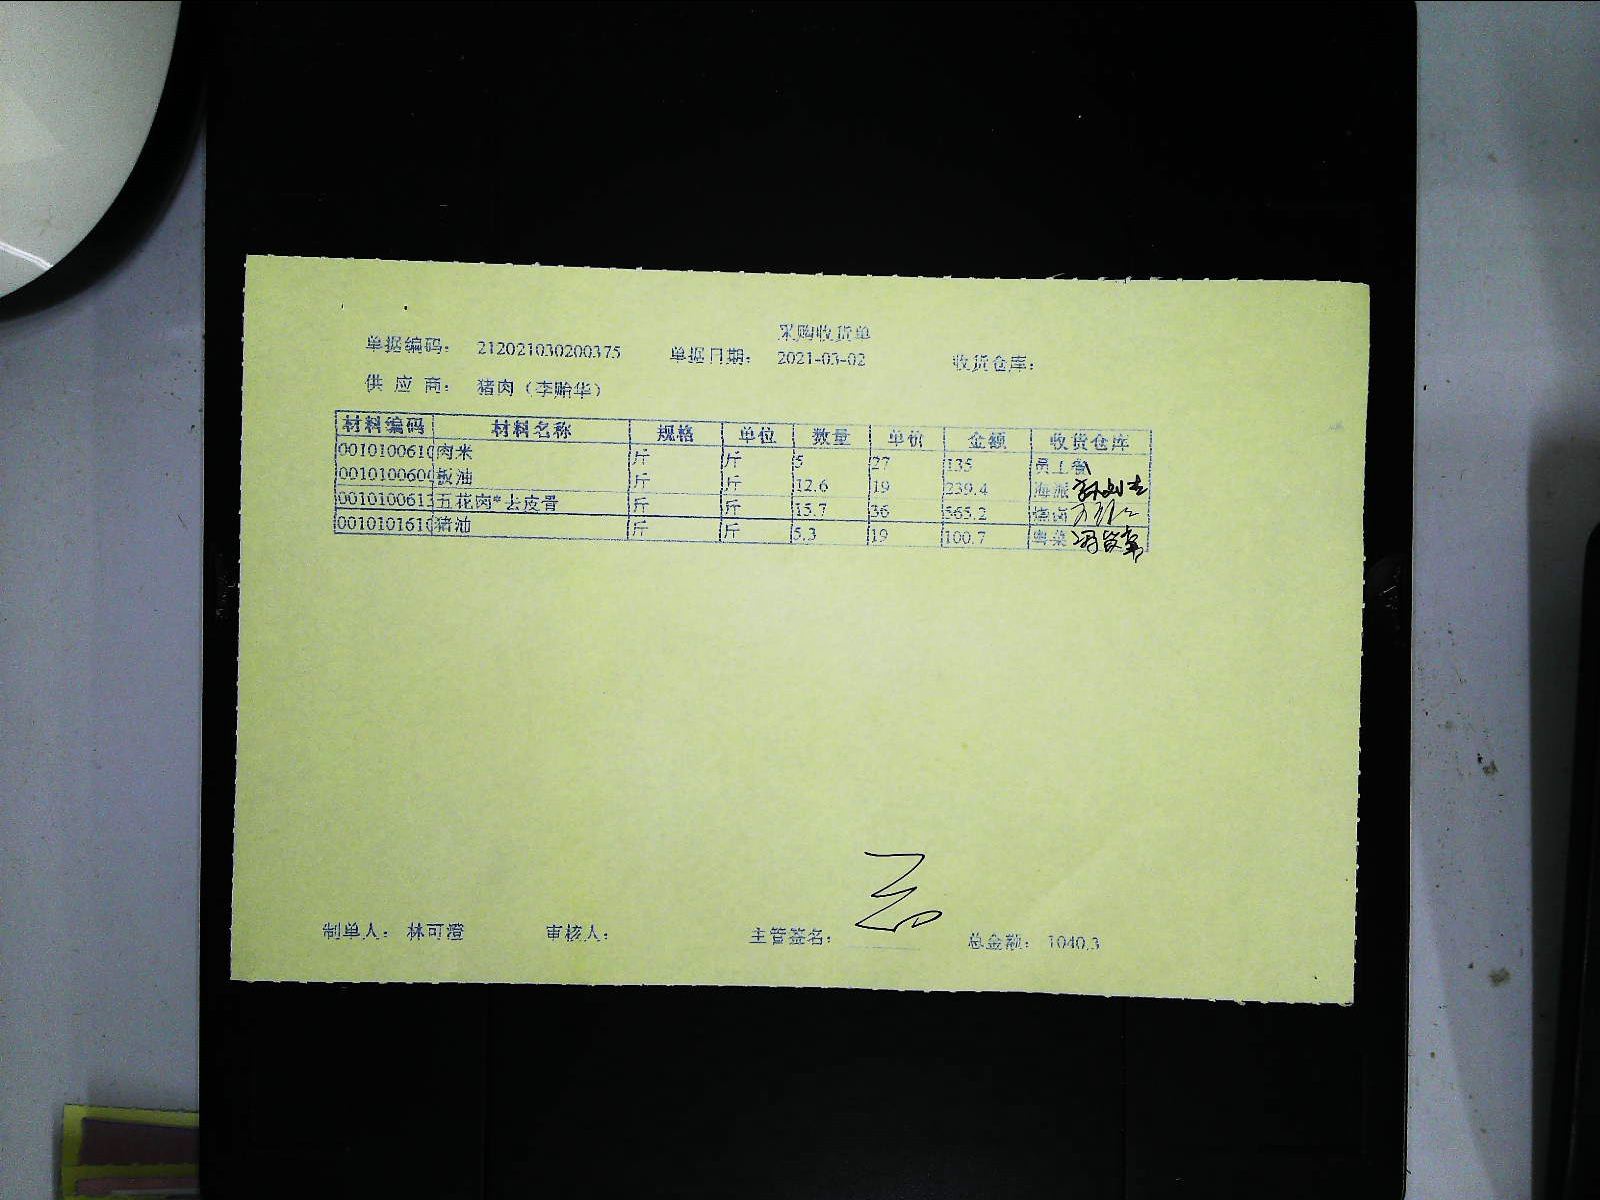 采购收货单
单据编码： 212021030200375 单据日期： 2021-03-02 收货仓库：
供 应 商： 猪肉（李贻华）
材料编码 材料名称 规格 单位 数量 单价 金额 收货仓库
001010061 肉米 斤 斤 5 27 135 员工餐
001010060 板油 斤 斤 12.6 19 239.4 海派
001010061 五花肉*去皮骨 斤 斤 15.7 36 565.2 烧卤
001010161 猪油 斤 斤 5.3 19 100.7 粤菜
制单人： 林可澄 审核人： 主管签名： 总金额： 1040.3